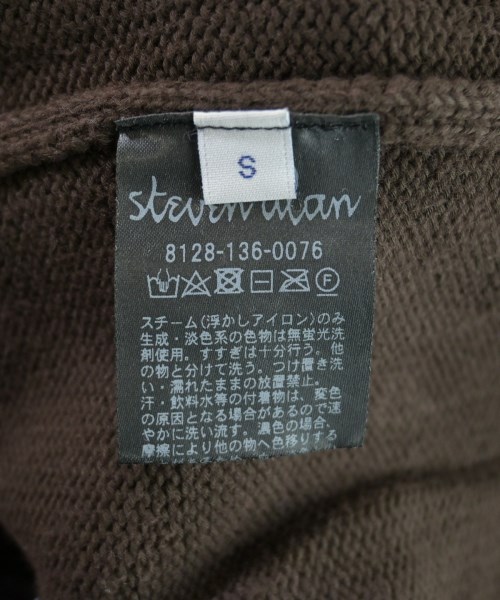 S
steven alan
8128-136-0076
F
スチーム(浮かしアイロン)のみ
生成・淡色系の色物は無蛍光洗
剤使用。すすぎは十分行う。他
の物と分けて洗う。つけ置き洗
い・濡れたままの放置禁止。
汗・飲料水等の付着物は、変色
の原因となる場合があるので速
やかに洗い流す。濃色の場合、
摩擦により他の物へ色移りする